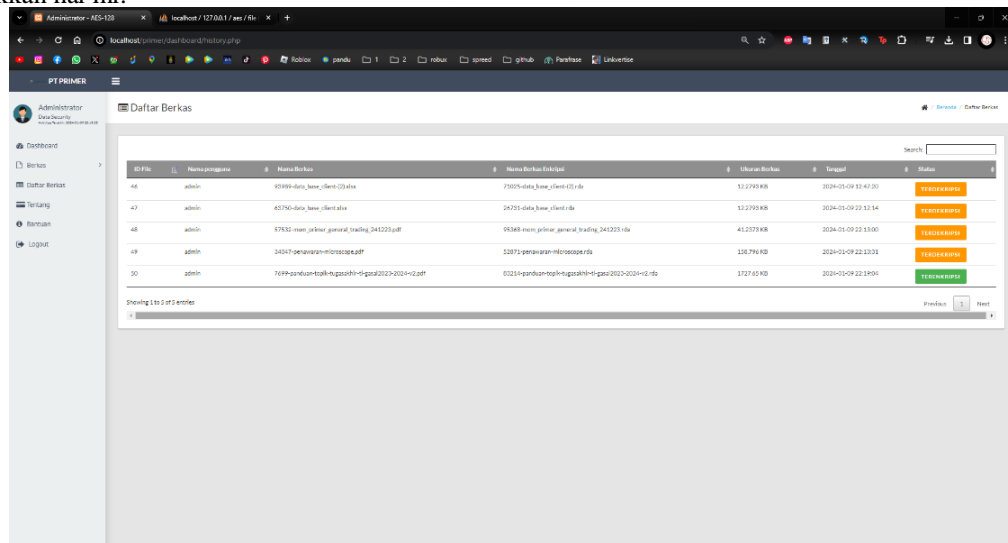 Administrator - AES-128
localhost / 127.0.0.1 / aes / file
localhost/primer/dashboard/history.php
Roblox
pandu
1
2
robux
spreed
github
Parafrase
Linkvertise
PT PRIMER
Administrator
Data Security
Daftar Berkas
Beranda / Daftar Berkas
Dashboard
Berkas
Daftar Berkas
Tentang
Bantuan
Logout
Search:
ID File Nama pengguna Nama Berkas Nama Berkas Enkripsi Ukuran Berkas Tanggal Status
46 admin 93989-data_base_client-(2).xlsx 71805-data_base_client-(2).rda 12.2793 KB 2024-01-09 12:47:20 TERDEKRIPSI
47 admin 63750-data_base_client.xlsx 26731-data_base_client.rda 12.2793 KB 2024-01-09 22:12:14 TERDEKRIPSI
48 admin 57532-mom_primer_general_trading_241223.pdf 95368-mom_primer_general_trading_241223.rda 41.2373 KB 2024-01-09 22:13:00 TERDEKRIPSI
49 admin 34347-penawaran-microscope.pdf 52871-penawaran-microscope.rda 138.796 KB 2024-01-09 22:13:31 TERDEKRIPSI
50 admin 7699-panduan-topik-tugasakhir-ti-gasal2023-2024-v2.pdf 83214-panduan-topik-tugasakhir-ti-gasal2023-2024-v2.rda 1727.65 KB 2024-01-09 22:19:04 TERENKRIPSI
Showing 1 to 5 of 5 entries
Previous 1 Next